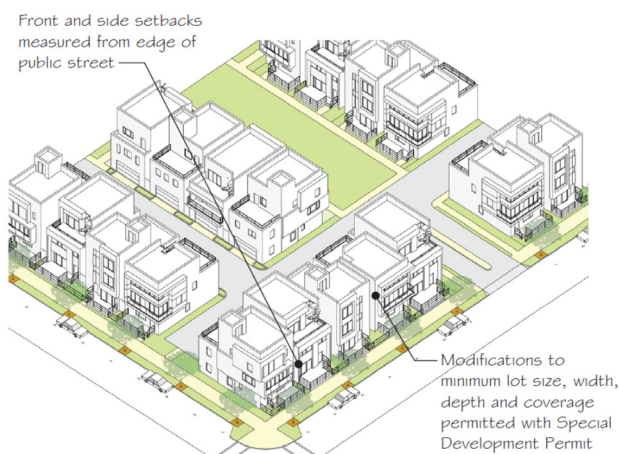 Front and side setbacks
measured from edge of
public street
Modifications to
minimum lot size, width,
depth and coverage
permitted with Special
Development Permit